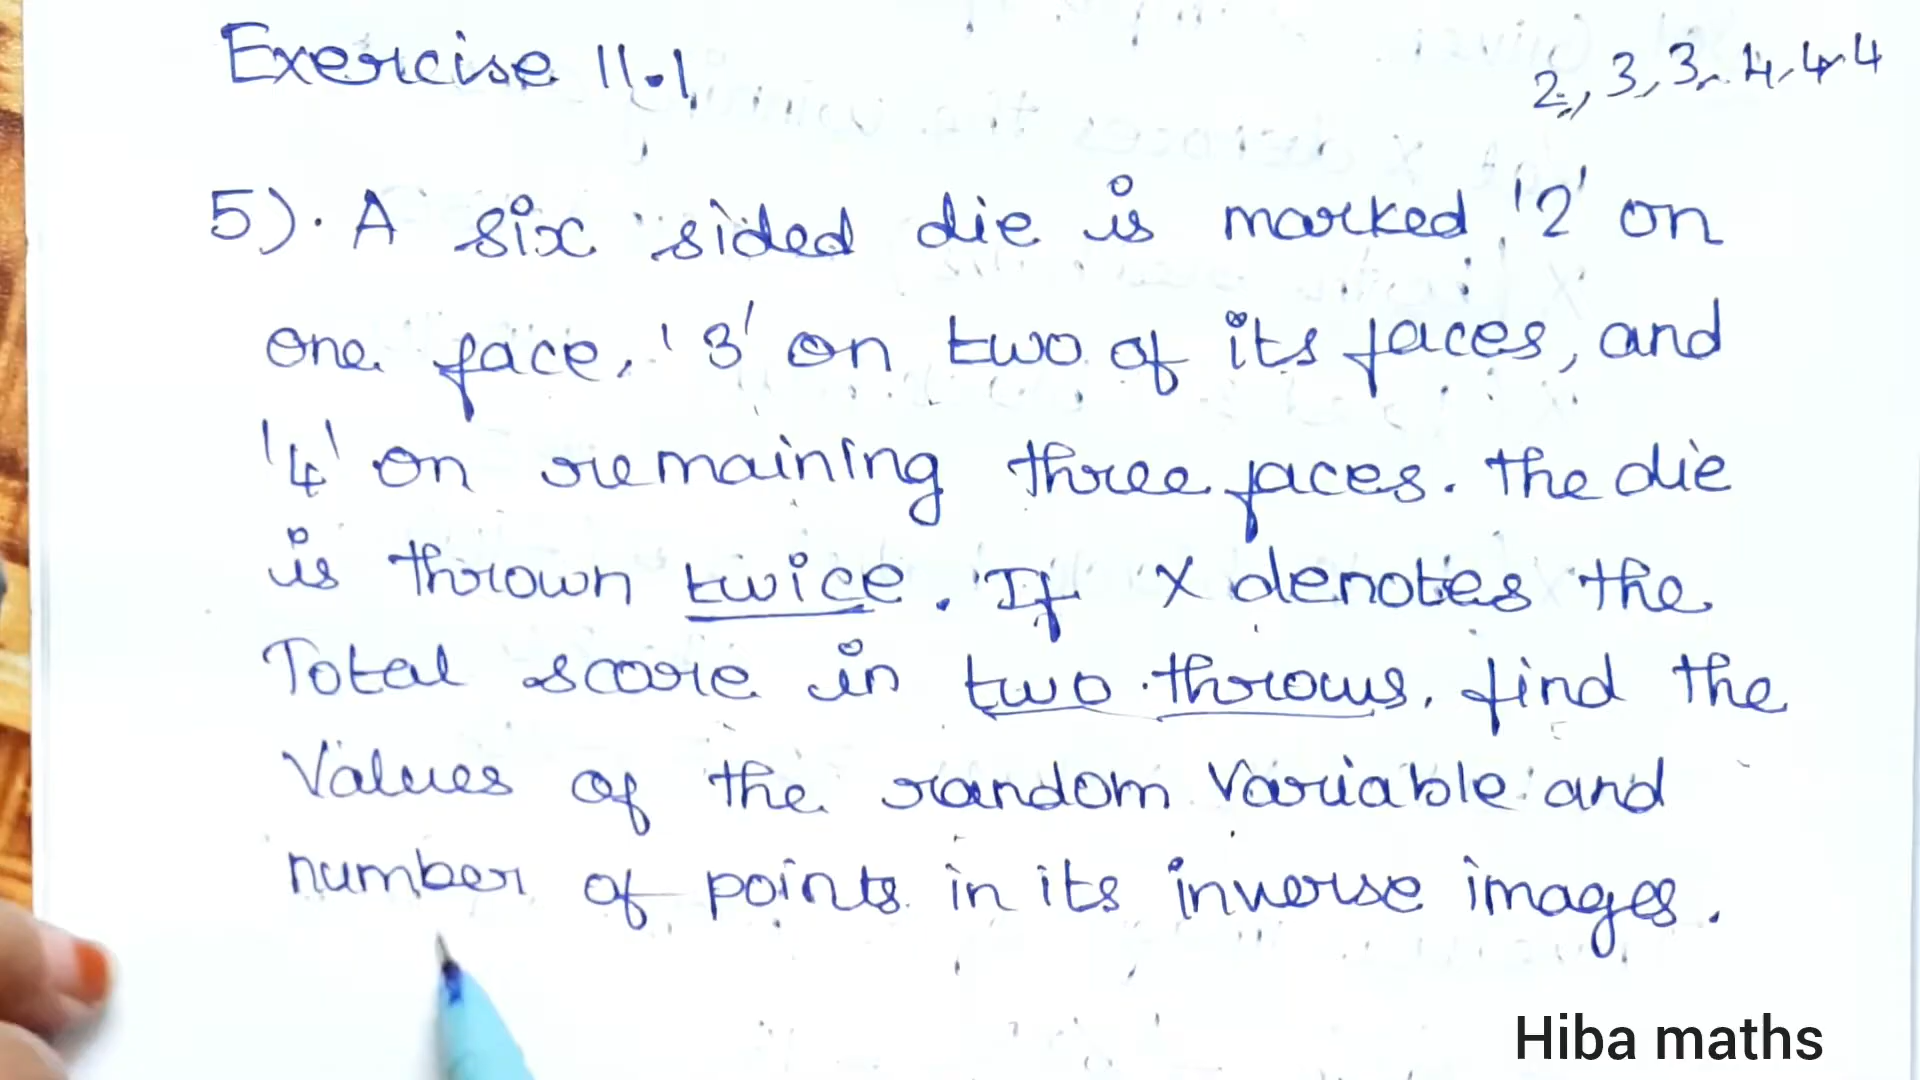 Exercise 11.1
2, 3, 3, 4, 4, 4
5). A six sided die is marked '2' on
one face, '3' on two of its faces, and
'4' on remaining three faces. The die
is thrown twice. If X denotes the
Total score in two throws, find the
Values of the random Variable and
number of points in its inverse images.
Hiba maths